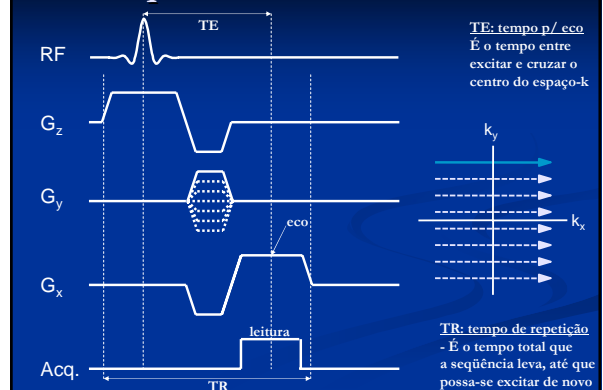 TE
RF
TE: tempo p/ eco
É o tempo entre
excitar e cruzar o
centro do espaço-k
Gz
ky
Gy
eco
kx
Gx
leitura
TR: tempo de repetição
- É o tempo total que
a seqüência leva, até que
possa-se excitar de novo
Acq.
TR